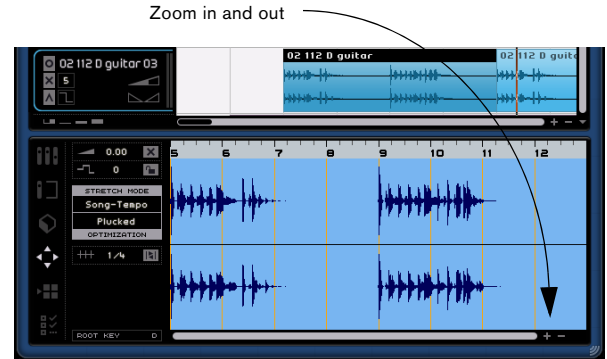 Zoom in and out
02 112 D guitar 03
5
02 112 D guitar
02 112 D guitar
0.00
0
STRETCH MODE
Song-Tempo
Plucked
OPTIMIZATION
1/4
ROOT KEY D
5 6 7 8 9 10 11 12